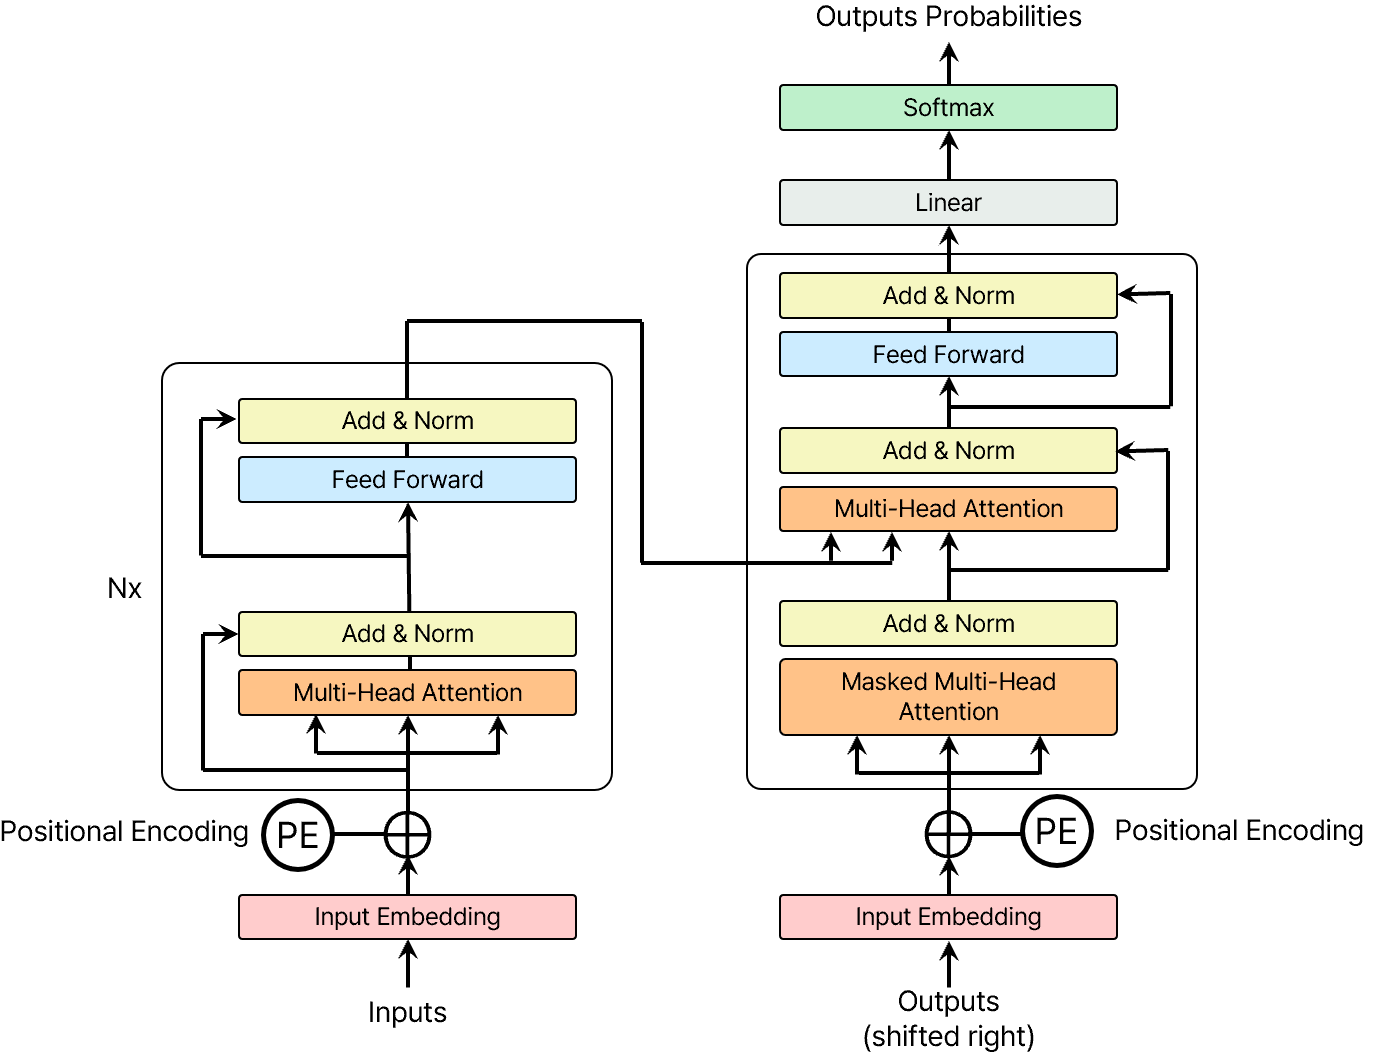 Outputs Probabilities
Softmax
Linear
Add & Norm
Feed Forward
Add & Norm
Multi-Head Attention
Add & Norm
Masked Multi-Head
Attention
PE
Positional Encoding
Input Embedding
Outputs
(shifted right)
Add & Norm
Feed Forward
Nx
Add & Norm
Multi-Head Attention
Positional Encoding
PE
Input Embedding
Inputs